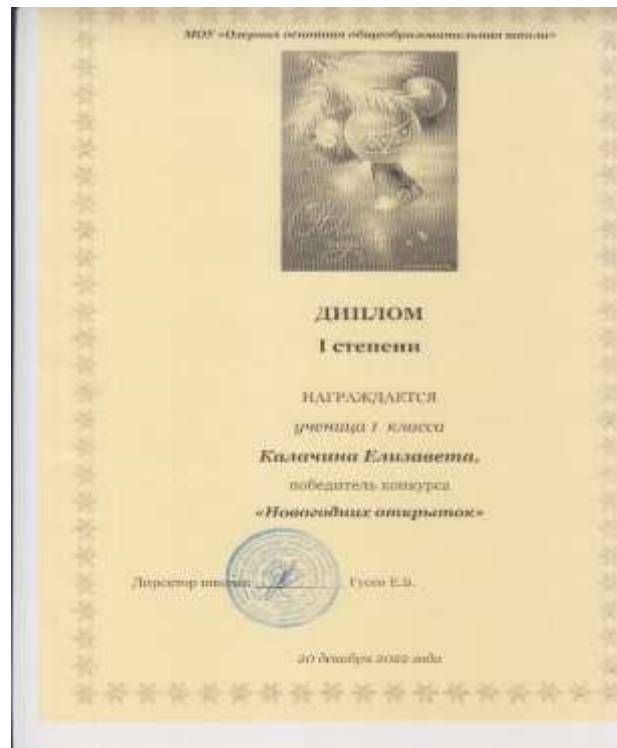 МОУ «Озерная основная общеобразовательная школа»
ДИПЛОМ
I степени
НАГРАЖДАЕТСЯ
ученица 1 класса
Калачина Елизавета,
победитель конкурса
«Новогодних открыток»
Директор школы Гусев Е.В.
20 декабря 2022 года